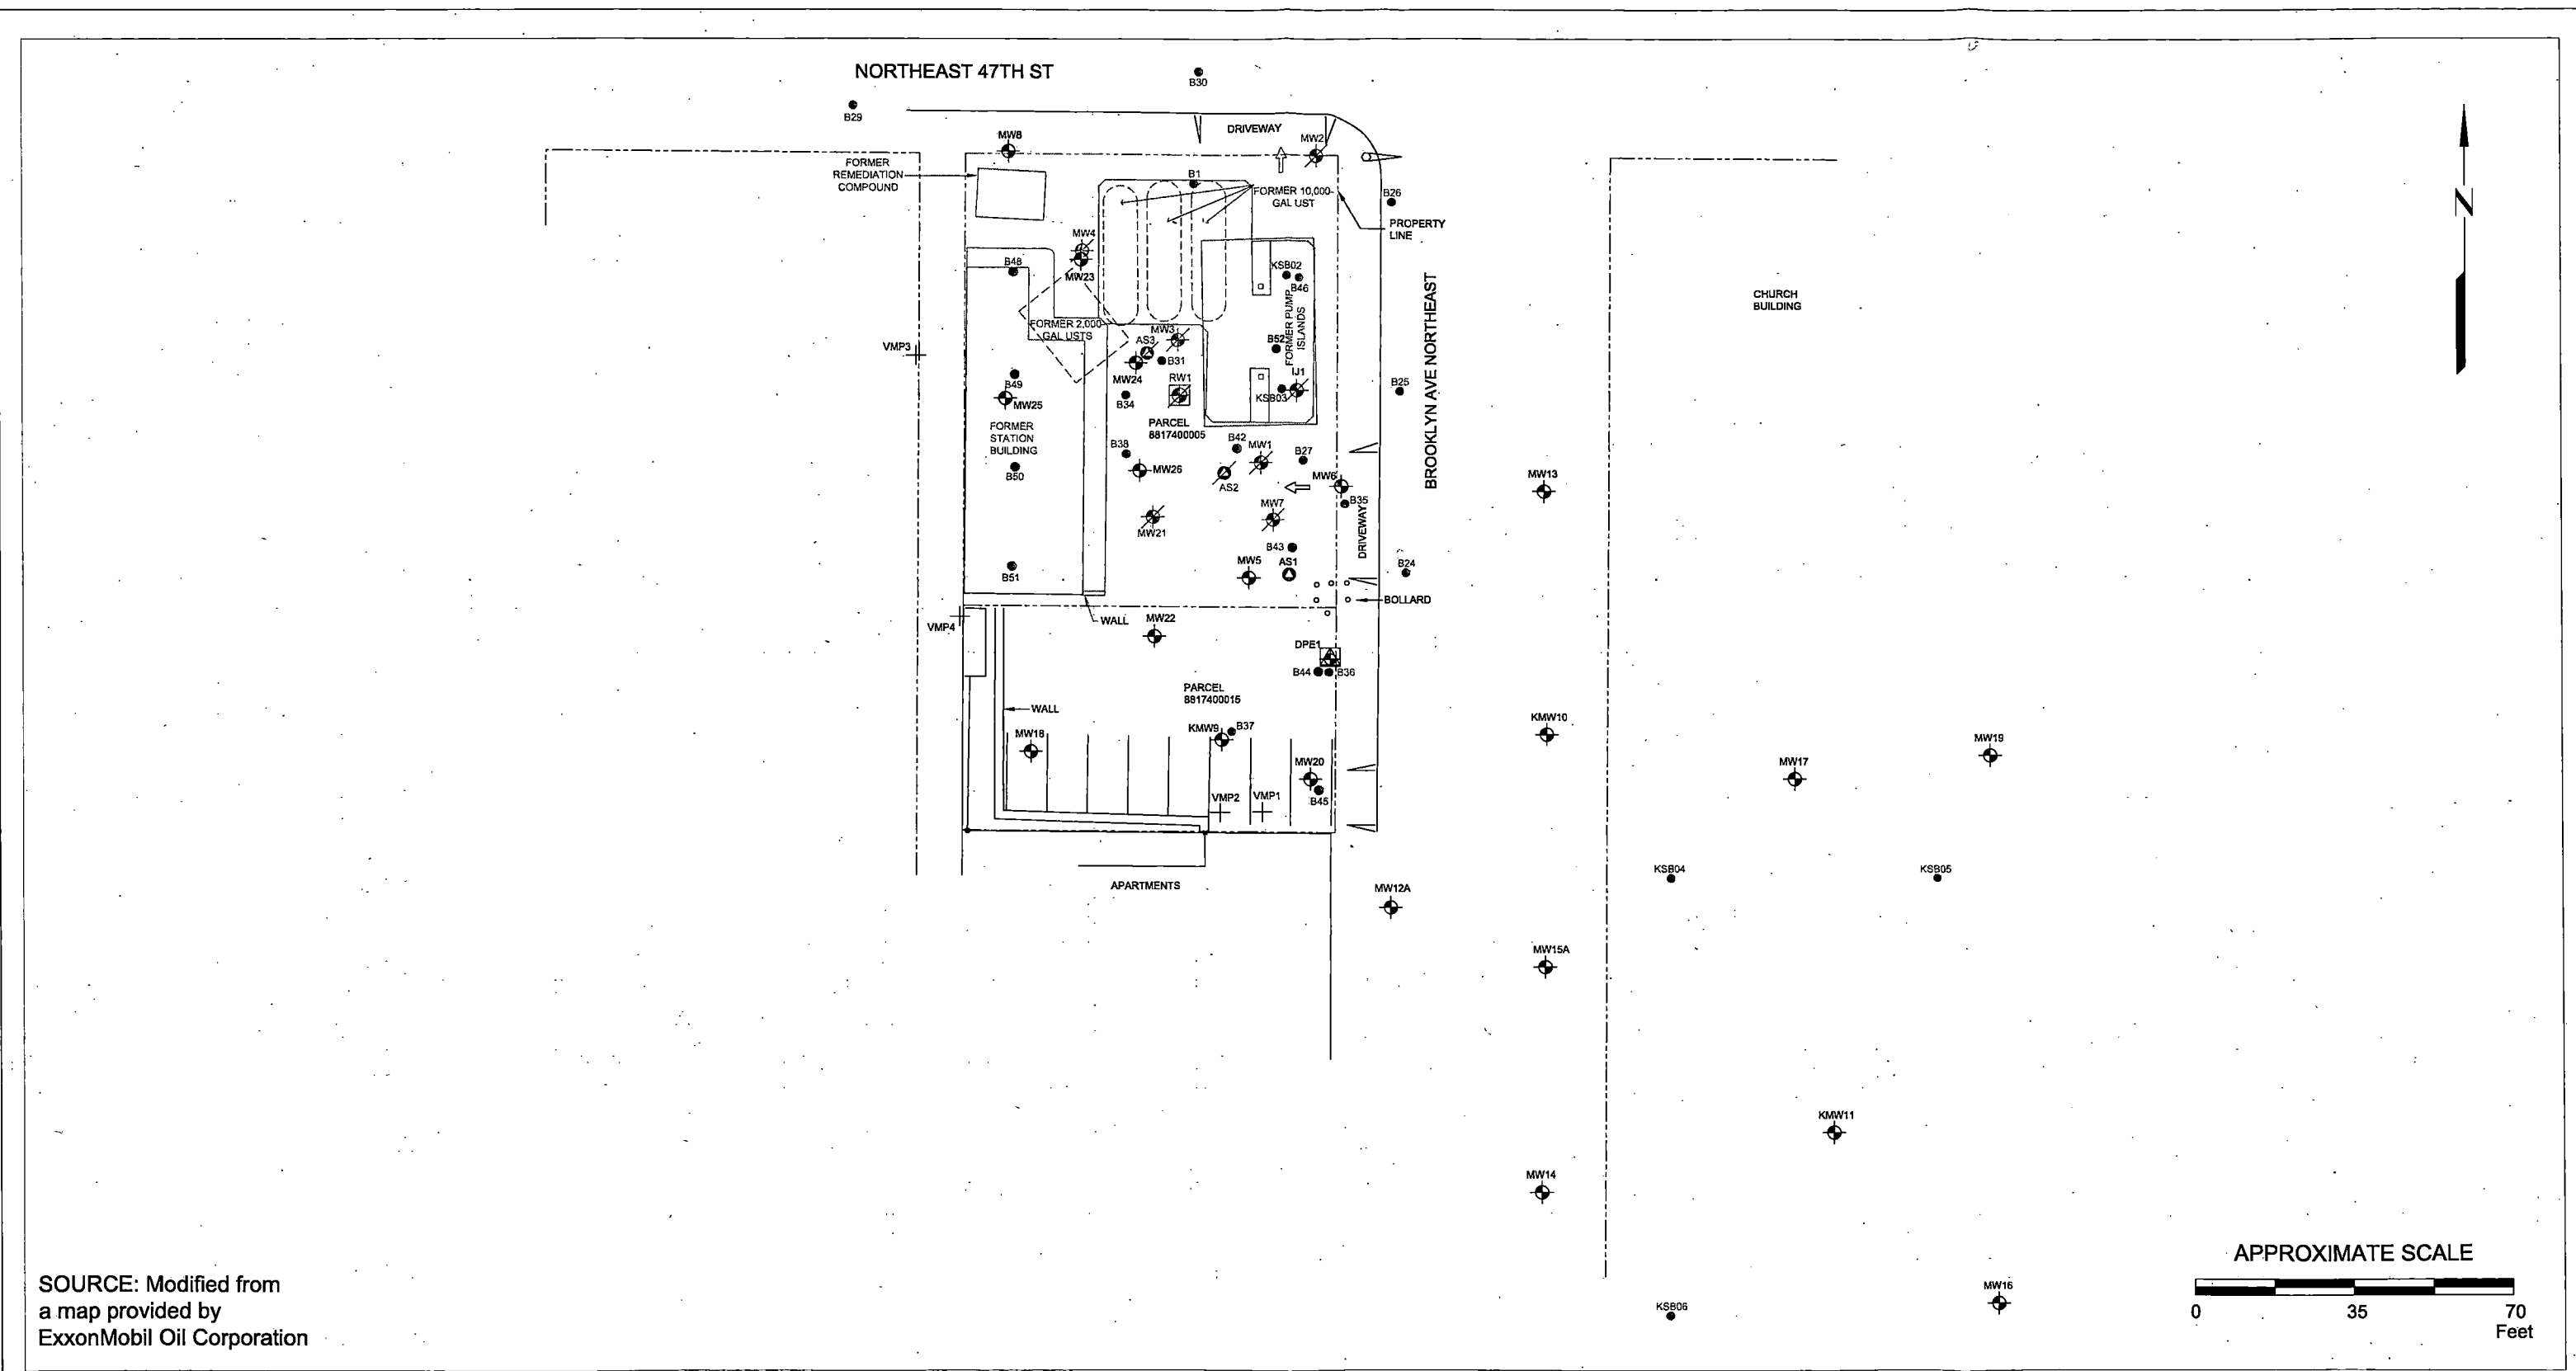 NORTHEAST 47TH ST
B30
B29
DRIVEWAY
MW8
MW2
FORMER
REMEDIATION
COMPOUND
B1
FORMER 10,000
GAL UST
B26
PROPERTY
LINE
MW4
MW23
B48
KSB02
B46
FORMER PUMP
ISLANDS
BROOKLYN AVE NORTHEAST
CHURCH
BUILDING
N
FORMER 2,000
GAL USTS
MW3
AS3
B31
B52
VMP3
MW24
RW1
IJ1
B49
MW25
B34
KSB03
B25
PARCEL
8817400005
FORMER
STATION
BUILDING
B38
B42
MW1
B27
MW26
AS2
MW6
B50
B35
MW13
MW21
MW7
DRIVEWAY
B43
AS1
MW5
B51
B24
BOLLARD
WALL
MW22
VMP4
DPE1
B44
B36
PARCEL
8817400015
WALL
MW18
KMW9
B37
KMW10
MW20
MW17
MW19
B45
VMP2
VMP1
APARTMENTS
KSB04
KSB05
MW12A
MW15A
KMW11
MW14
APPROXIMATE SCALE
0 35 70
Feet
MW16
KSB06
SOURCE: Modified from
a map provided by
ExxonMobil Oil Corporation